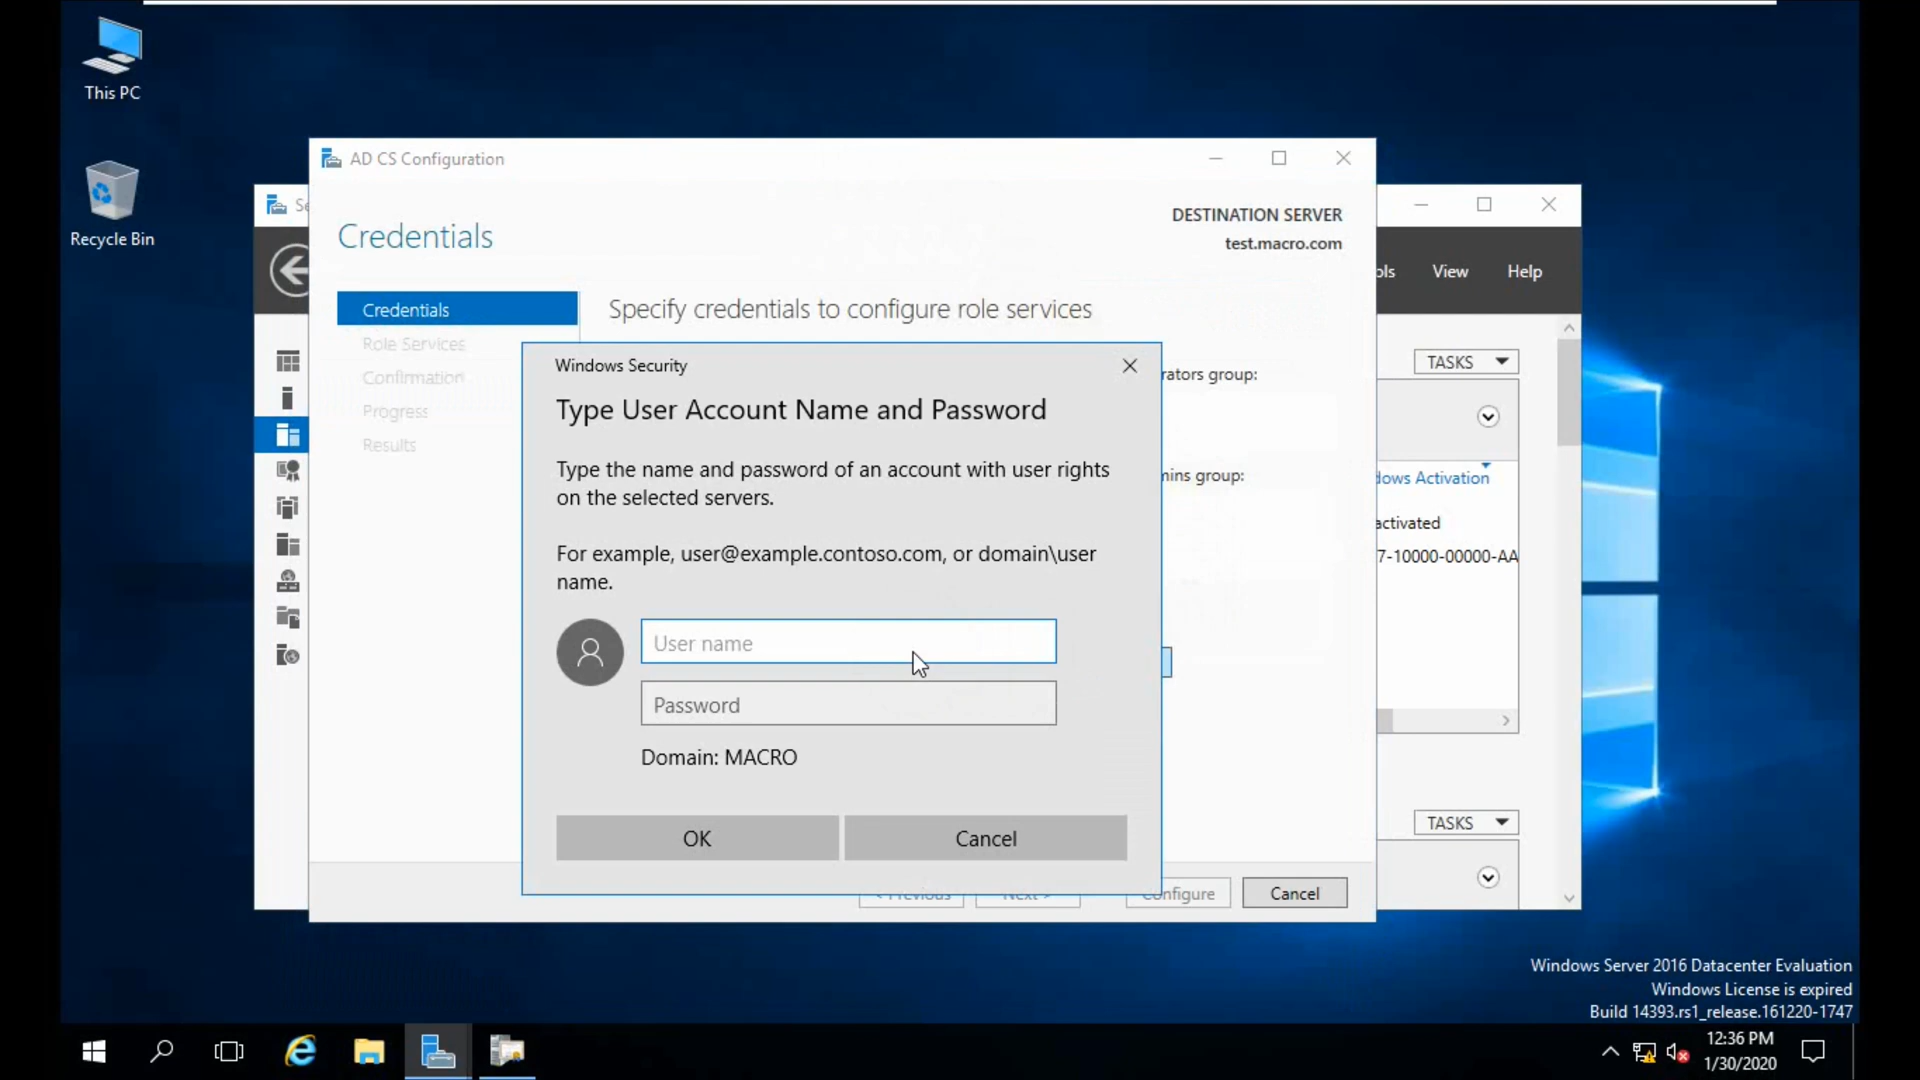 This PC
Recycle Bin
AD CS Configuration
Credentials
DESTINATION SERVER
test.macro.com
View
Help
Credentials
Role Services
Confirmation
Progress
Results
Specify credentials to configure role services
rators group:
mins group:
Windows Security
Type User Account Name and Password
Type the name and password of an account with user rights
on the selected servers.
For example, user@example.contoso.com, or domain\user
name.
User name
Password
Domain: MACRO
OK
Cancel
TASKS
dows Activation
activated
7-10000-00000-AA
TASKS
< Previous
Next >
Configure
Cancel
Windows Server 2016 Datacenter Evaluation
Windows License is expired
Build 14393.rs1_release.161220-1747
12:36 PM
1/30/2020